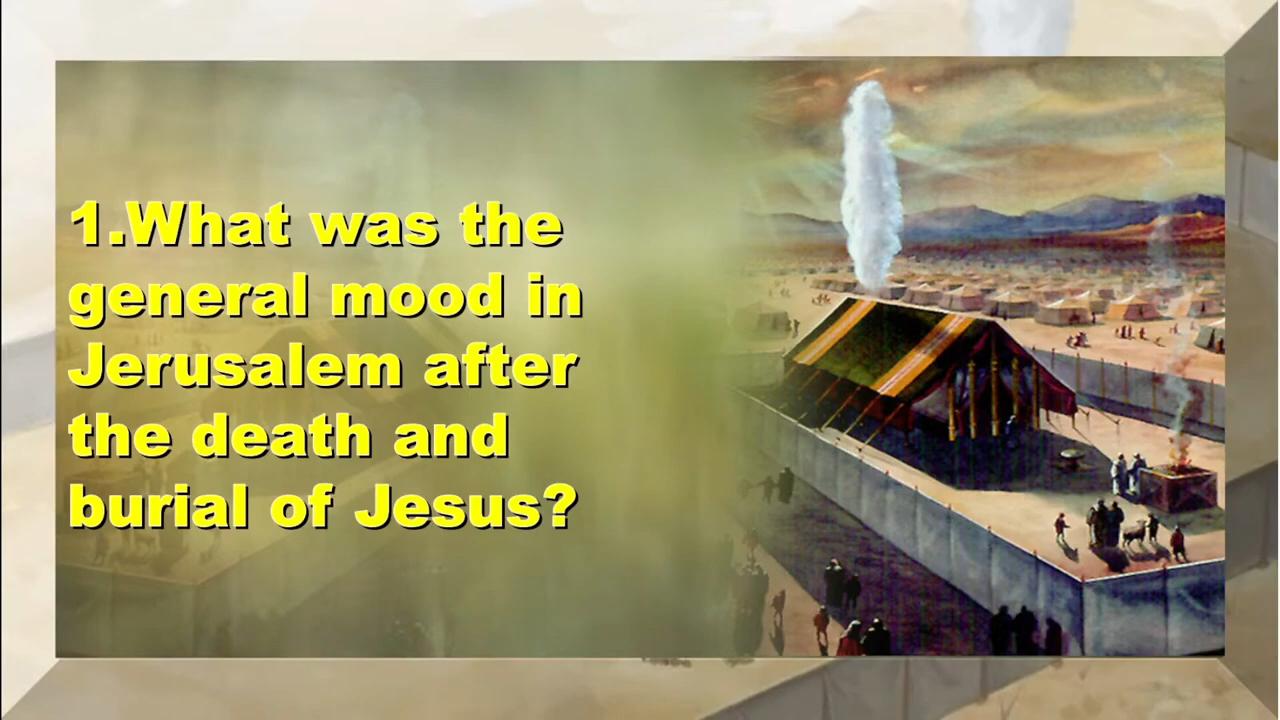 1.What was the
general mood in
Jerusalem after
the death and
burial of Jesus?